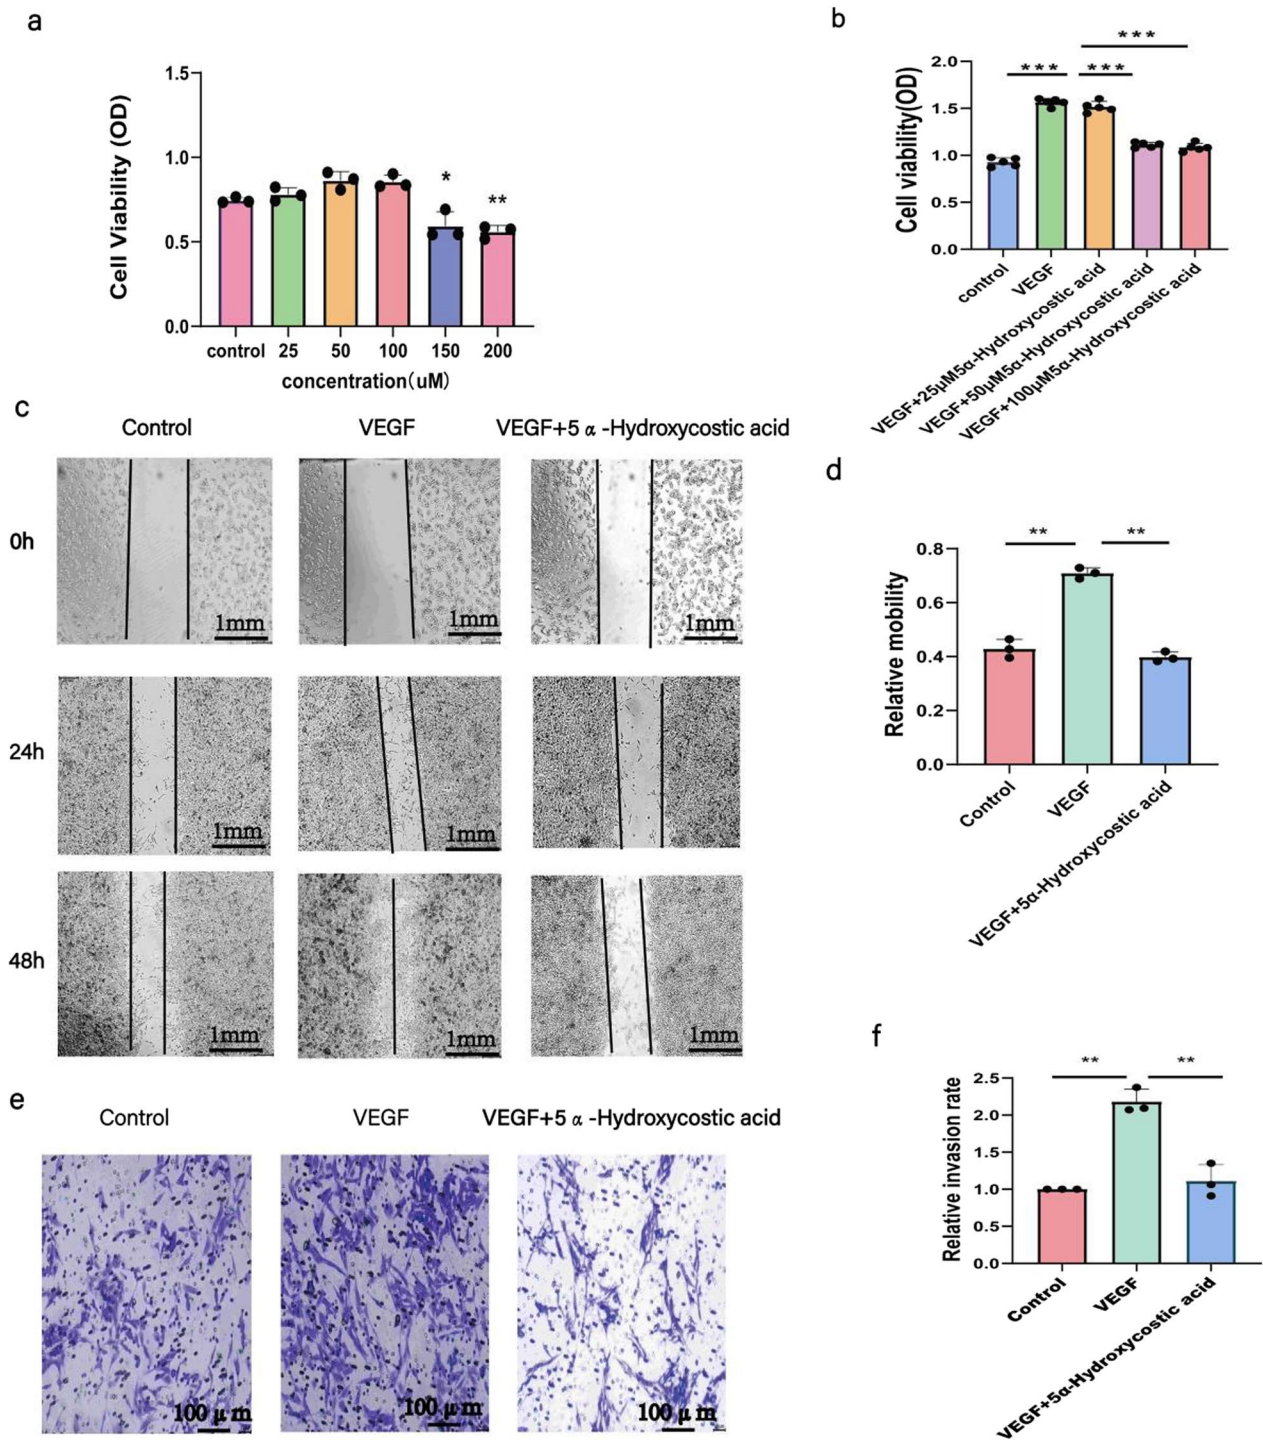 a
Cell Viability (OD)
1.5
1.0
0.5
0.0
*
**
control 25 50 100 150 200
concentration(uM)
b
Cell viability(OD)
2.0
1.5
1.0
0.5
0.0
***
*** ***
control
VEGF
VEGF+25μM5α-Hydroxycostic acid
VEGF+50μM5α-Hydroxycostic acid
VEGF+100μM5α-Hydroxycostic acid
c
Control VEGF VEGF+5 α -Hydroxycostic acid
0h
1mm 1mm 1mm
24h
1mm 1mm 1mm
48h
1mm 1mm 1mm
d
Relative mobility
0.8
0.6
0.4
0.2
0.0
** **
Control
VEGF
VEGF+5α-Hydroxycostic acid
e
Control VEGF VEGF+5 α -Hydroxycostic acid
100 μ m 100 μ m 100 μ m
f
Relative invasion rate
2.5
2.0
1.5
1.0
0.5
0.0
** **
Control
VEGF
VEGF+5α-Hydroxycostic acid